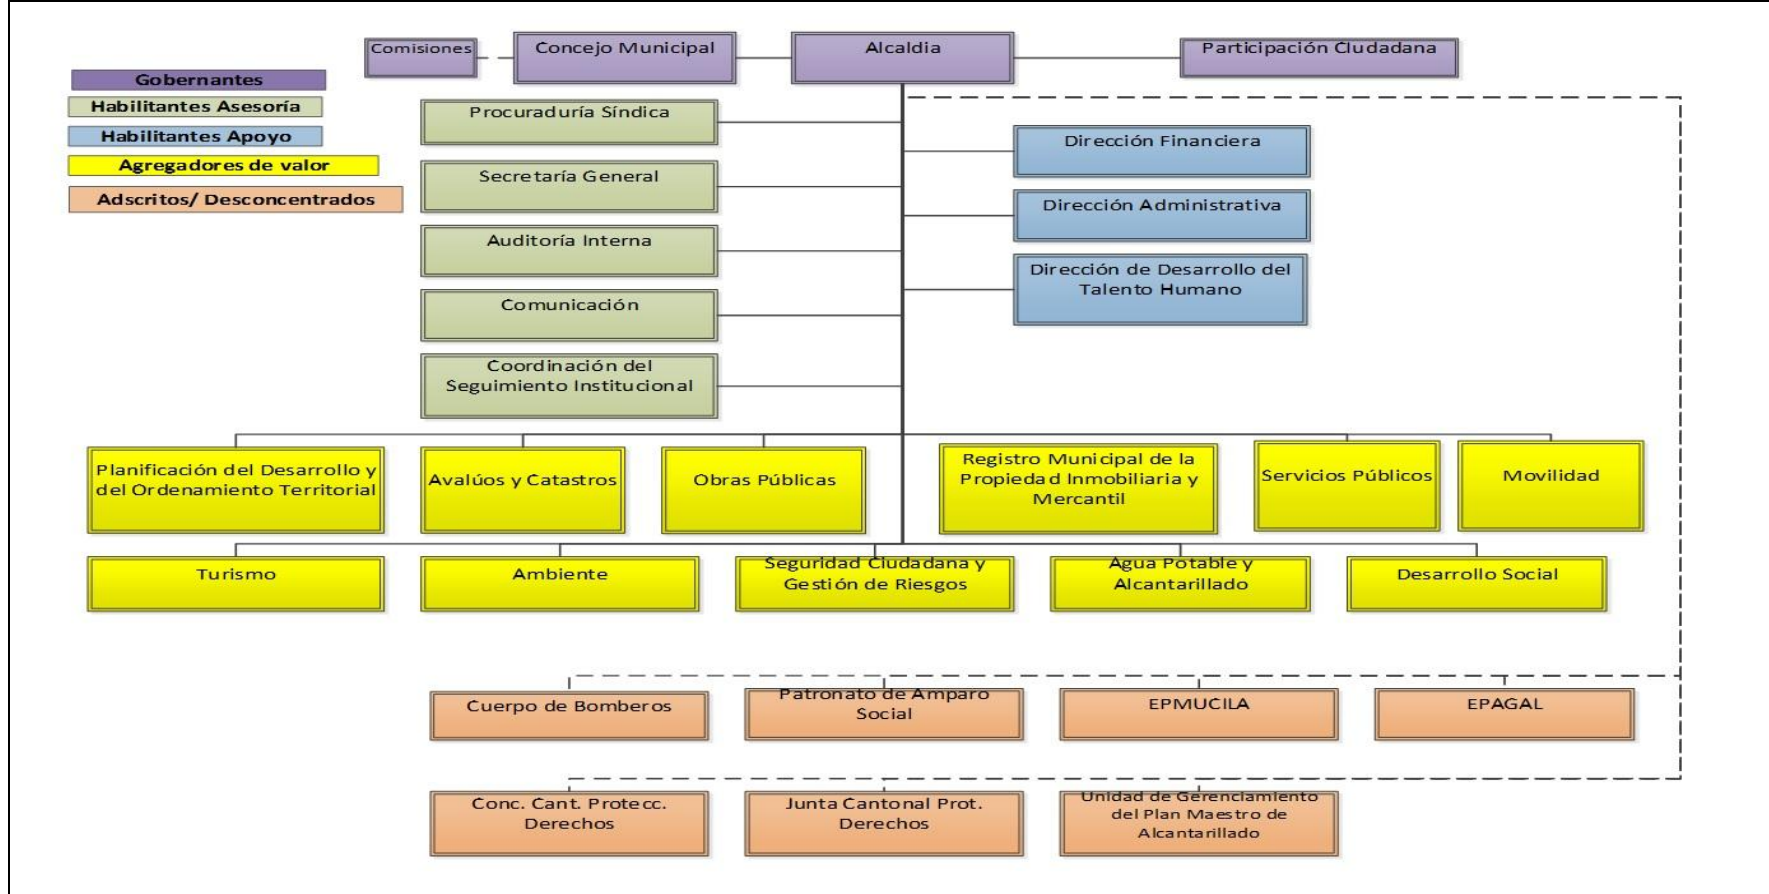 Comisiones
Concejo Municipal
Alcaldia
Participación Ciudadana
Gobernantes
Habilitantes Asesoría
Habilitantes Apoyo
Agregadores de valor
Adscritos/ Desconcentrados
Procuraduría Síndica
Secretaría General
Auditoría Interna
Comunicación
Coordinación del
Seguimiento Institucional
Dirección Financiera
Dirección Administrativa
Dirección de Desarrollo del
Talento Humano
Planificación del Desarrollo y
del Ordenamiento Territorial
Avalúos y Catastros
Obras Públicas
Registro Municipal de la
Propiedad Inmobiliaria y
Mercantil
Servicios Públicos
Movilidad
Turismo
Ambiente
Seguridad Ciudadana y
Gestión de Riesgos
Agua Potable y
Alcantarillado
Desarrollo Social
Cuerpo de Bomberos
Patronato de Amparo
Social
EPMUCILA
EPAGAL
Conc. Cant. Protecc.
Derechos
Junta Cantonal Prot.
Derechos
Unidad de Gerenciamiento
del Plan Maestro de
Alcantarillado